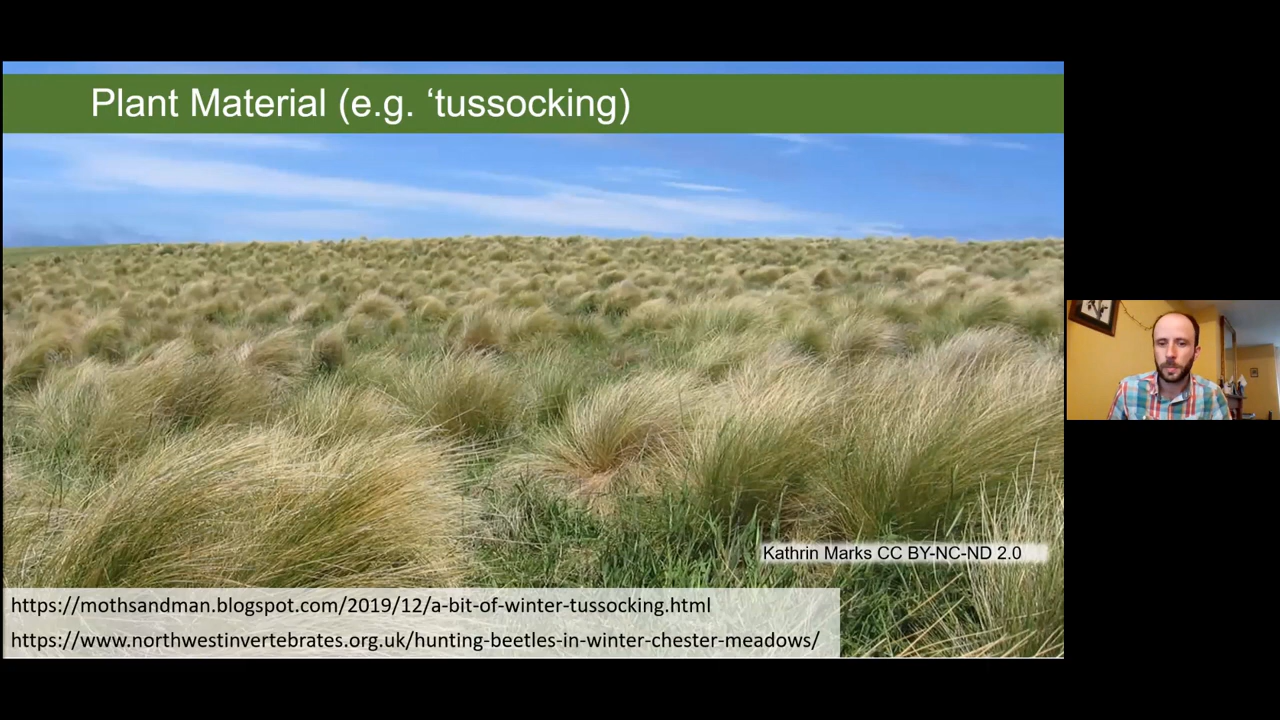 Plant Material (e.g. ‘tussocking)
Kathrin Marks CC BY-NC-ND 2.0
https://mothsandman.blogspot.com/2019/12/a-bit-of-winter-tussocking.html
https://www.northwestinvertebrates.org.uk/hunting-beetles-in-winter-chester-meadows/